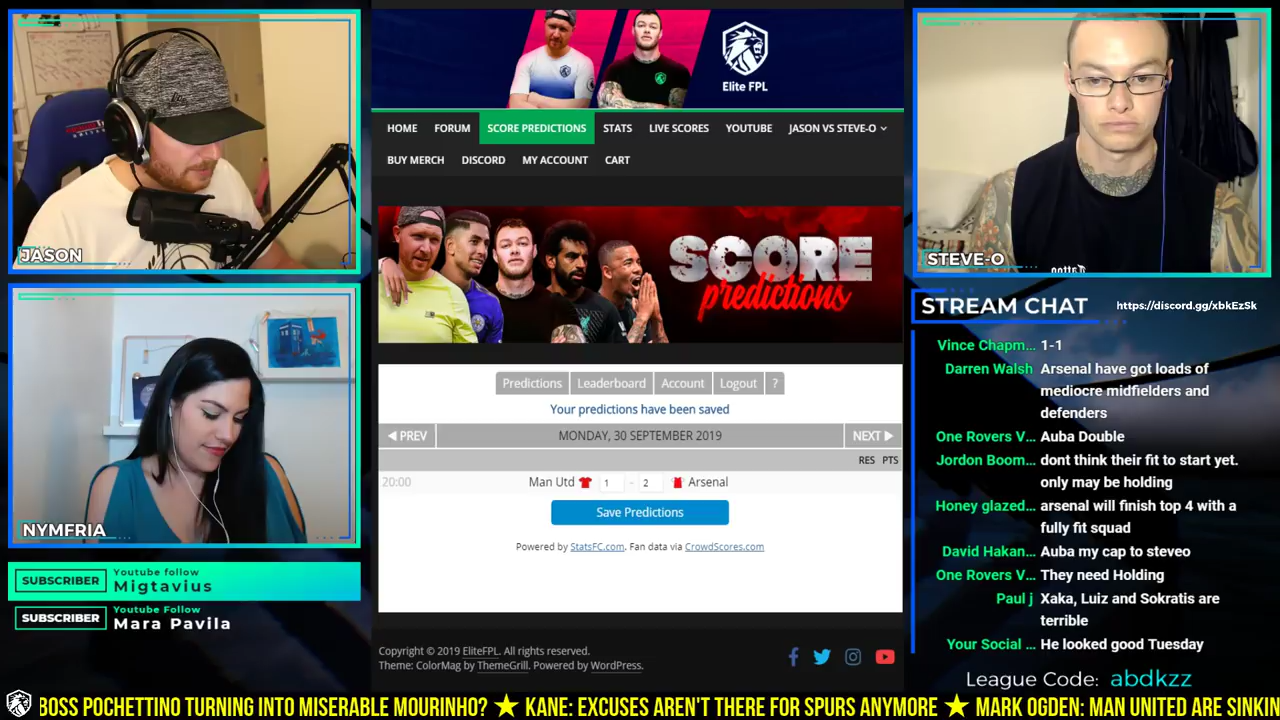 JASON
NYMFRIA
SUBSCRIBER
Youtube follow
Migtavius
SUBSCRIBER
Youtube Follow
Mara Pavila
Elite FPL
HOME FORUM SCORE PREDICTIONS STATS LIVE SCORES YOUTUBE JASON VS STEVE-O
BUY MERCH DISCORD MY ACCOUNT CART
SCORE
predictions
Predictions Leaderboard Account Logout ?
Your predictions have been saved
PREV MONDAY, 30 SEPTEMBER 2019 NEXT
RES PTS
20:00 Man Utd 1 - 2 Arsenal
Save Predictions
Powered by StatsFC.com. Fan data via CrowdScores.com
Copyright © 2019 EliteFPL. All rights reserved.
Theme: ColorMag by ThemeGrill. Powered by WordPress.
STEVE-O
STREAM CHAT https://discord.gg/xbkEzSk
Vince Chapm... 1-1
Darren Walsh Arsenal have got loads of
mediocre midfielders and
defenders
One Rovers V... Auba Double
Jordon Boom... dont think their fit to start yet.
only may be holding
Honey glazed... arsenal will finish top 4 with a
fully fit squad
David Hakan... Auba my cap to steveo
One Rovers V... They need Holding
Paul j Xaka, Luiz and Sokratis are
terrible
Your Social ... He looked good Tuesday
League Code: abdkzz
BOSS POCHETTINO TURNING INTO MISERABLE MOURINHO? ★ KANE: EXCUSES AREN'T THERE FOR SPURS ANYMORE ★ MARK OGDEN: MAN UNITED ARE SINKIN